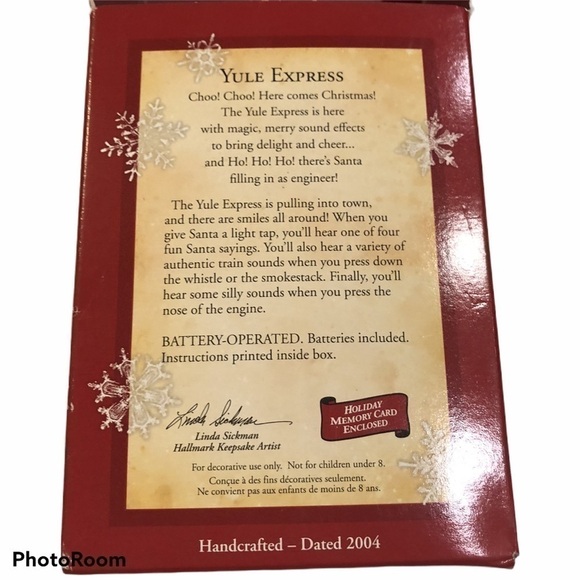 YULE EXPRESS
Choo! Choo! Here comes Christmas!
The Yule Express is here
with magic, merry sound effects
to bring delight and cheer...
and Ho! Ho! Ho! there's Santa
filling in as engineer!
The Yule Express is pulling into town,
and there are smiles all around! When you
give Santa a light tap, you'll hear one of four
fun Santa sayings. You'll also hear a variety of
authentic train sounds when you press down
the whistle or the smokestack. Finally, you'll
hear some silly sounds when you press the
nose of the engine.
BATTERY-OPERATED. Batteries included.
Instructions printed inside box.
Linda Sickman
Linda Sickman
Hallmark Keepsake Artist
HOLIDAY
MEMORY CARD
ENCLOSED
For decorative use only. Not for children under 8.
Conçue à des fins décoratives seulement.
Ne convient pas aux enfants de moins de 8 ans.
Handcrafted – Dated 2004
PhotoRoom